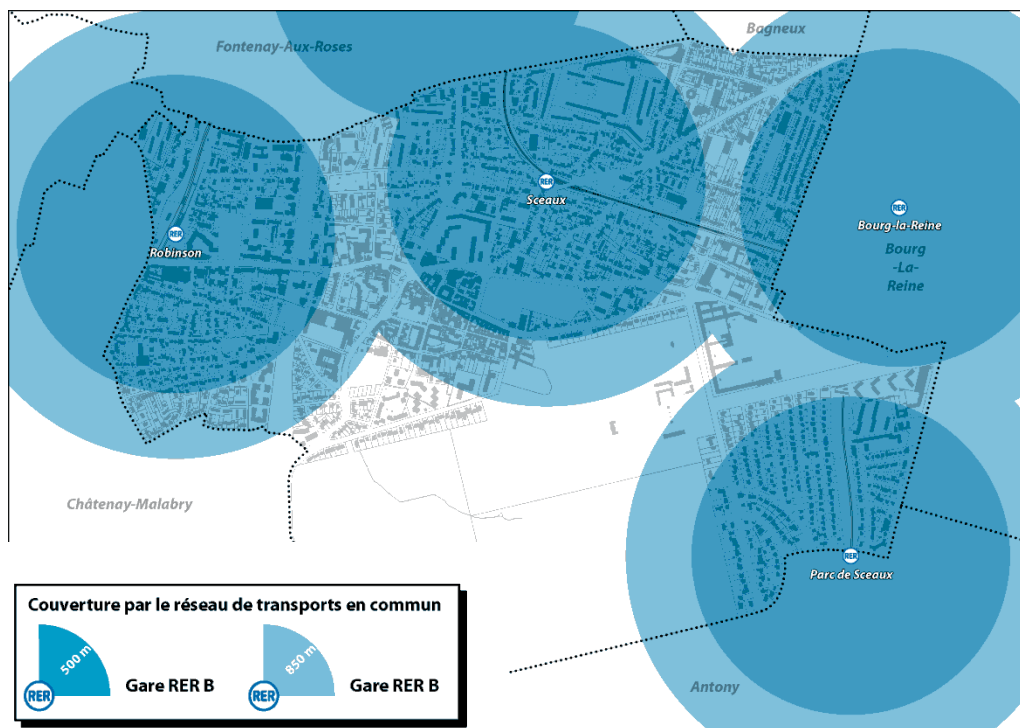 Fontenay-Aux-Roses
Bagneux
RER
Sceaux
RER
Bourg-la-Reine
RER
Robinson
Bourg
-La-
Reine
Châtenay-Malabry
RER
Parc de Sceaux
Antony
Couverture par le réseau de transports en commun
500 m
850 m
RER
Gare RER B
RER
Gare RER B